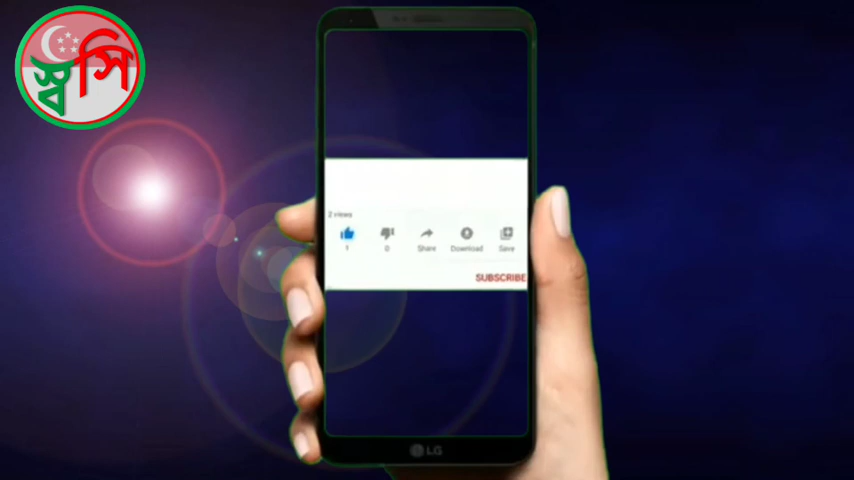 স্বসি
2 views
1 0 Share Download Save
SUBSCRIBE
LG